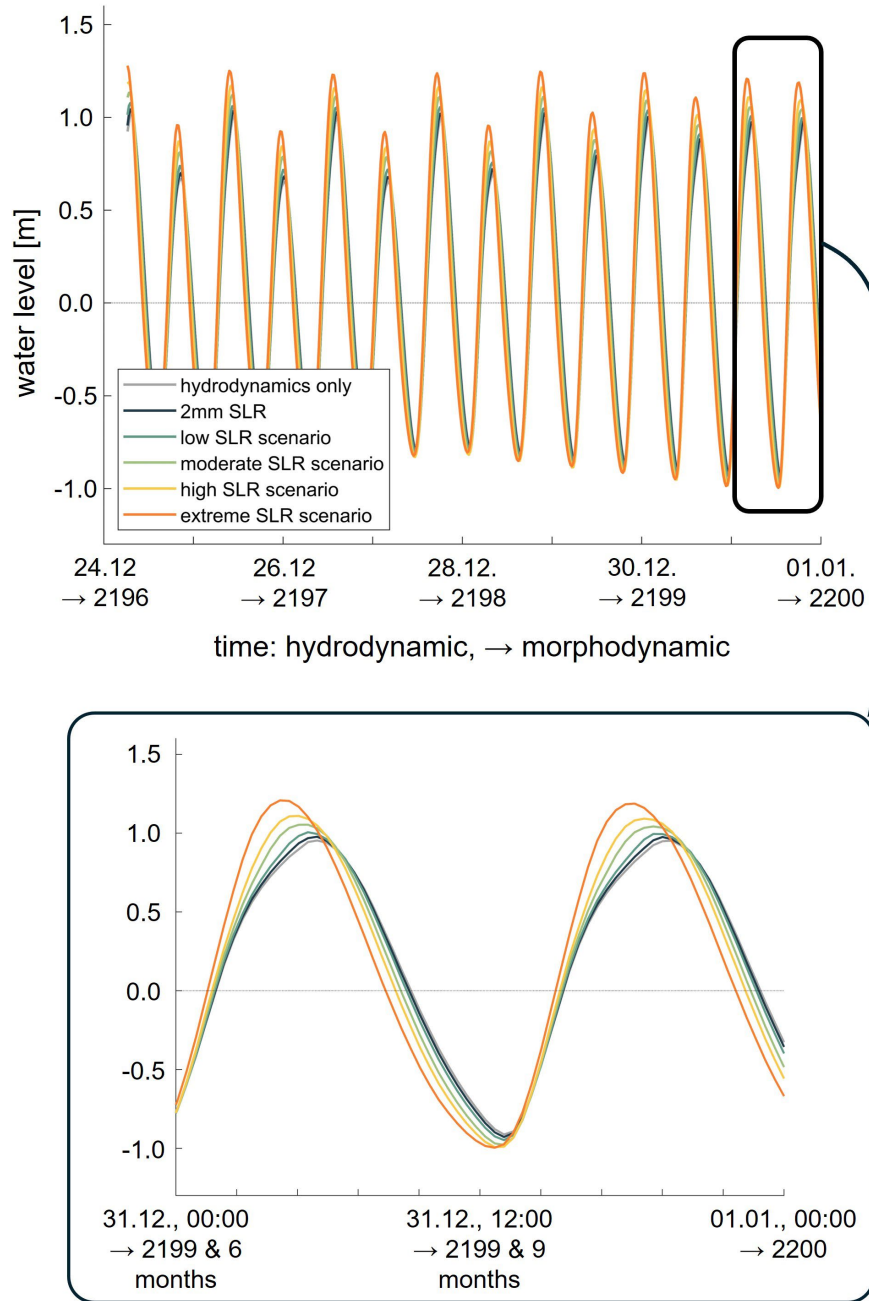 1.5
1.0
0.5
0.0
-0.5
-1.0
water level [m]
hydrodynamics only
2mm SLR
low SLR scenario
moderate SLR scenario
high SLR scenario
extreme SLR scenario
24.12 26.12 28.12. 30.12. 01.01.
→ 2196 → 2197 → 2198 → 2199 → 2200
time: hydrodynamic, → morphodynamic
1.5
1.0
0.5
0.0
-0.5
-1.0
31.12., 00:00 31.12., 12:00 01.01., 00:00
→ 2199 & 6 → 2199 & 9 → 2200
months months